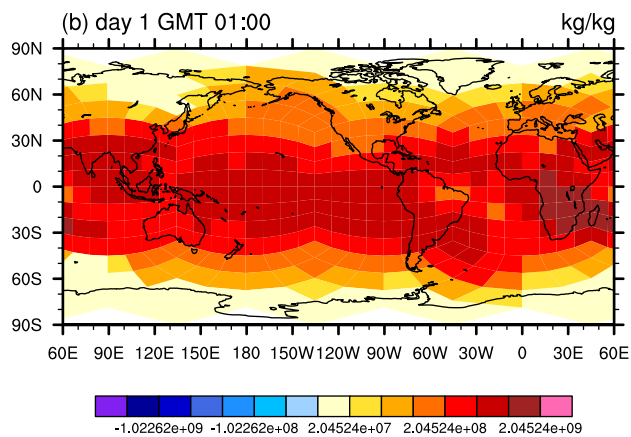 (b) day 1 GMT 01:00 kg/kg
90N
60N
30N
0
30S
60S
90S
60E 90E 120E 150E 180 150W 120W 90W 60W 30W 0 30E 60E
-1.02262e+09 -1.02262e+08 2.04524e+07 2.04524e+08 2.04524e+09